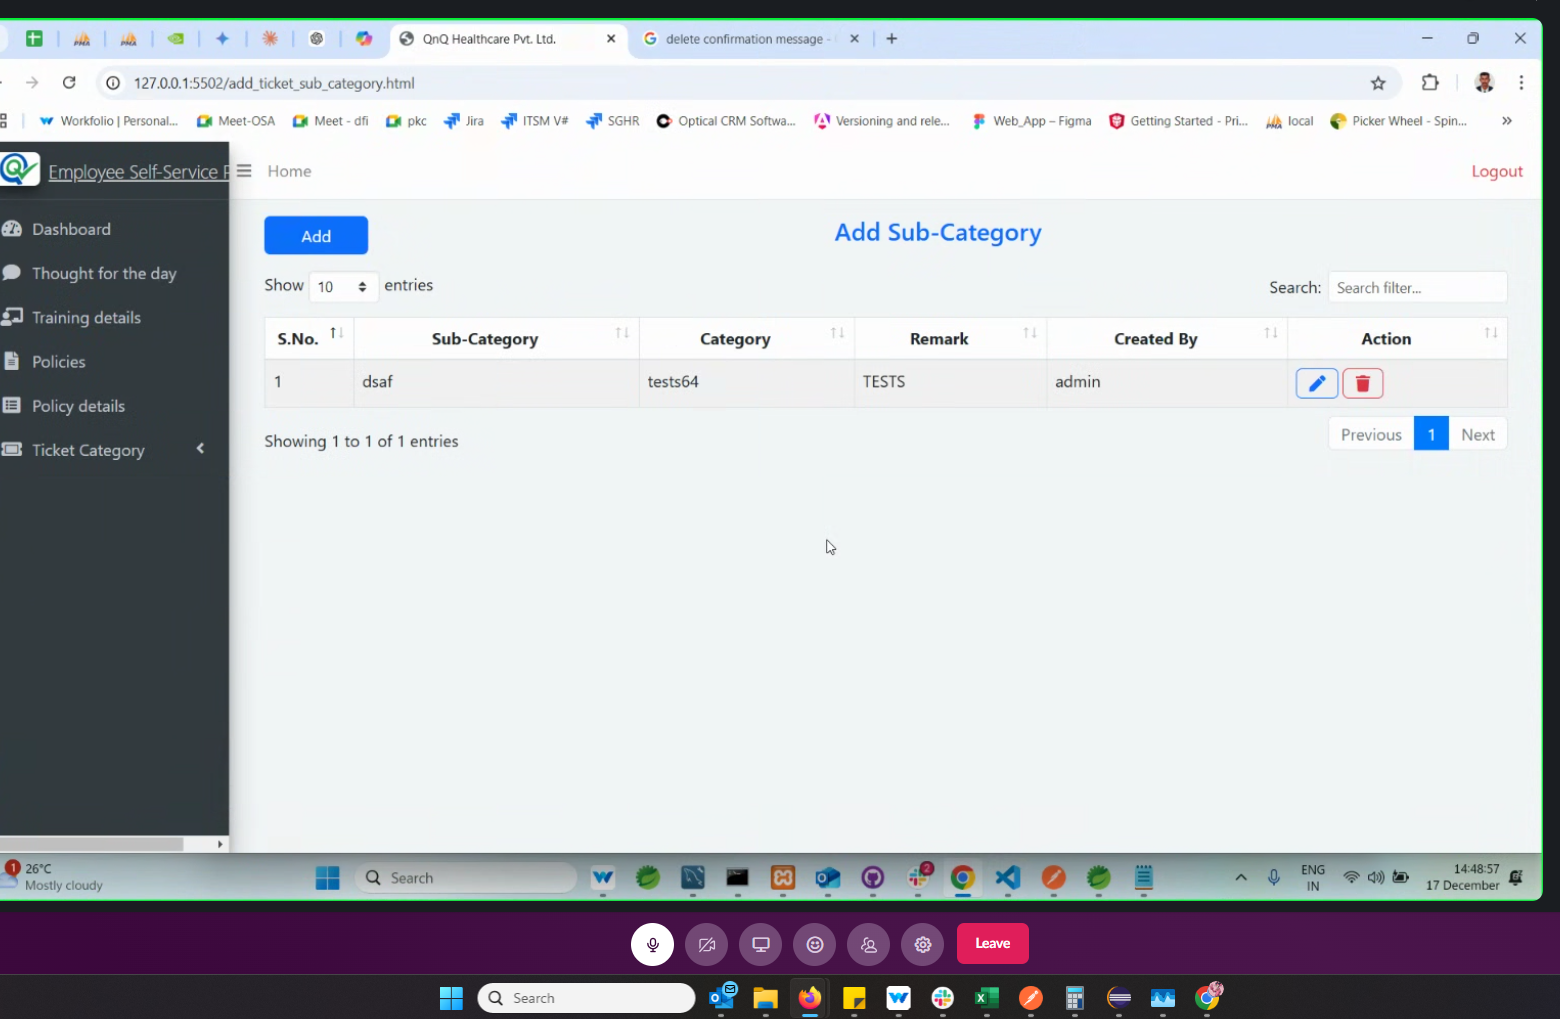 QnQ Healthcare Pvt. Ltd.
delete confirmation message -
127.0.0.1:5502/add_ticket_sub_category.html
Workfolio | Personal...
Meet-OSA
Meet - dfi
pkc
Jira
ITSM V#
SGHR
Optical CRM Softwa...
Versioning and rele...
Web_App – Figma
Getting Started - Pri...
local
Picker Wheel - Spin...
Employee Self-Service P
Home
Logout
Dashboard
Thought for the day
Training details
Policies
Policy details
Ticket Category
Add
Add Sub-Category
Show 10 entries
Search: Search filter...
S.No. Sub-Category Category Remark Created By Action
1 dsaf tests64 TESTS admin
Showing 1 to 1 of 1 entries
Previous 1 Next
1
26°C
Mostly cloudy
Search
2
ENG
IN
14:48:57
17 December
Leave
Search